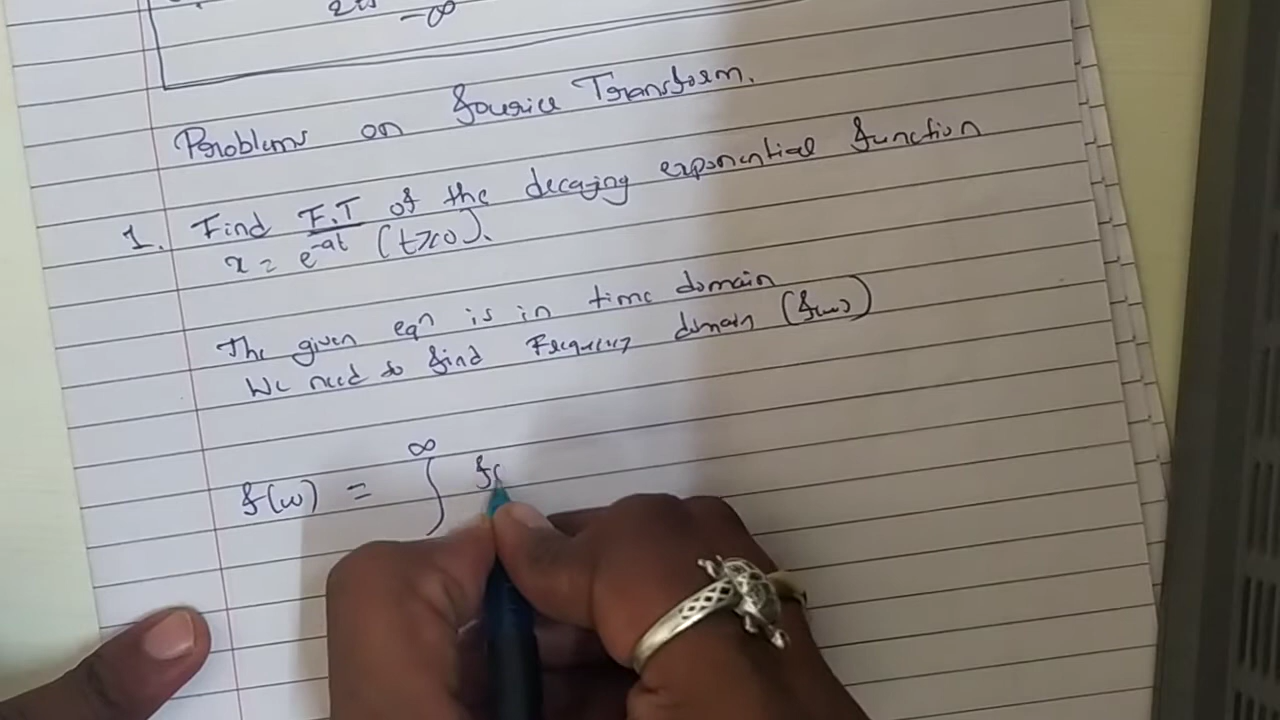 -∞
Problems on fourier Transform.
1. Find F.T of the decaying exponential function
x = e^-at (t>0).
The given eqn is in time domain
We need to find Frequency domain (f(ω))
∞
f(ω) = ∫ f(